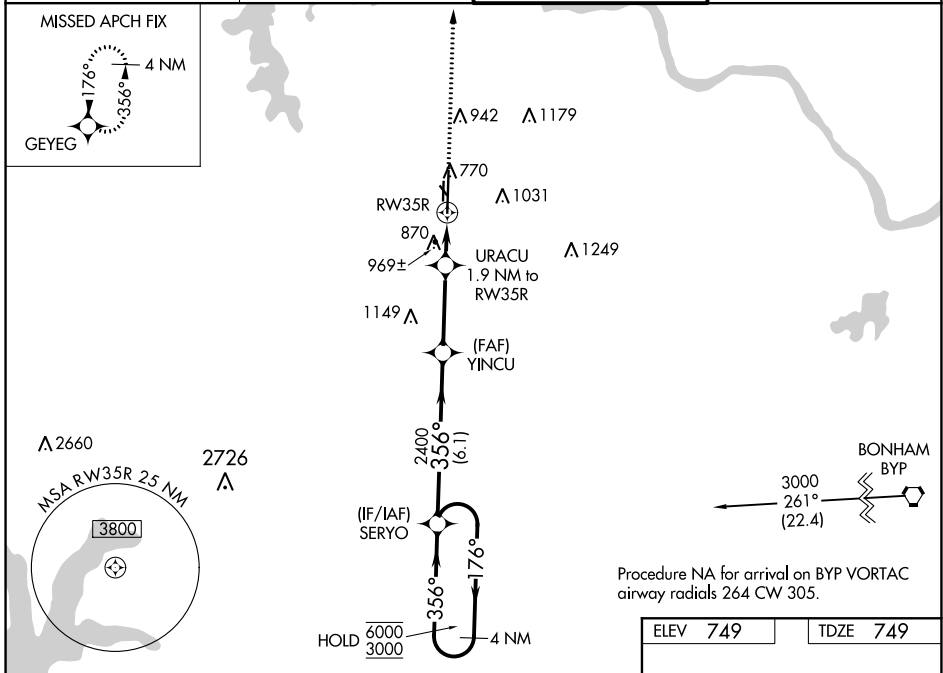 MISSED APCH FIX
4 NM
176°
356°
GEYEG
942
1179
770
RW35R
1031
870
969±
URACU
1.9 NM to
RW35R
1249
1149
(FAF)
YINCU
2400
356°
(6.1)
2660
2726
MSA RW35R 25 NM
3800
(IF/IAF)
SERYO
356°
176°
HOLD
6000
3000
4 NM
BONHAM
BYP
3000
261°
(22.4)
Procedure NA for arrival on BYP VORTAC
airway radials 264 CW 305.
ELEV 749
TDZE 749